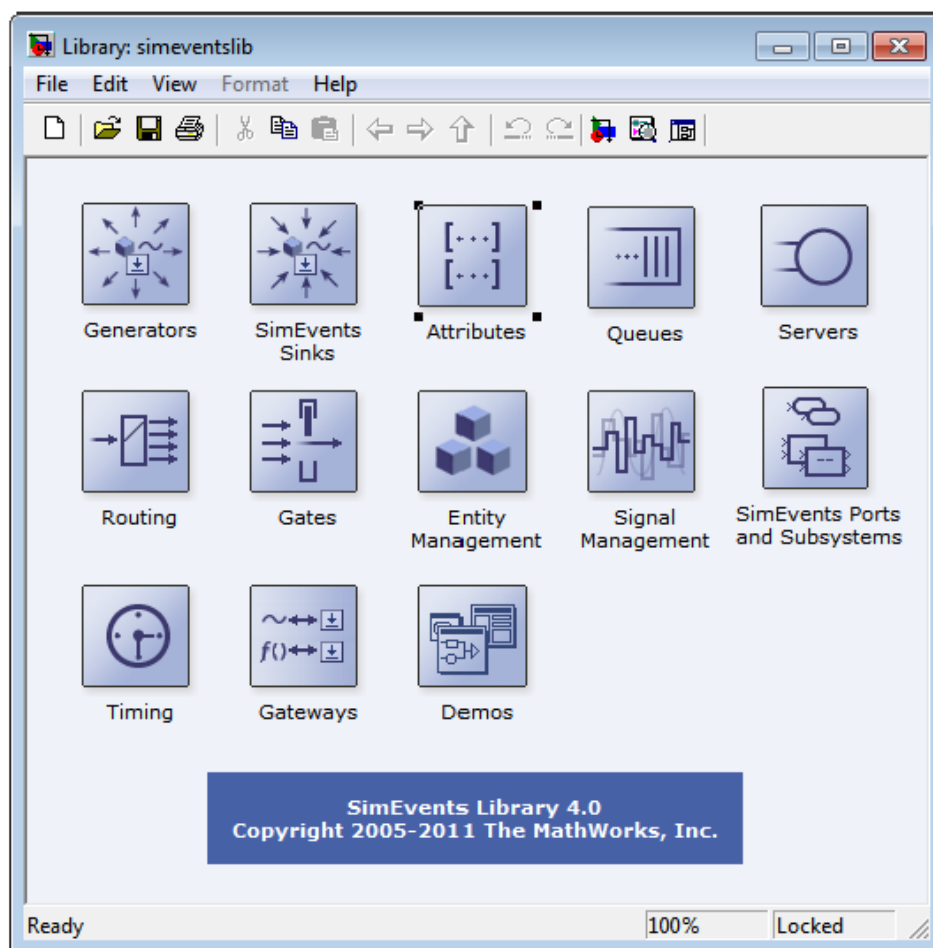 Library: simeventslib
File Edit View Format Help
Generators
SimEvents
Sinks
Attributes
Queues
Servers
Routing
Gates
Entity
Management
Signal
Management
SimEvents Ports
and Subsystems
f()
Timing
Gateways
Demos
SimEvents Library 4.0
Copyright 2005-2011 The MathWorks, Inc.
Ready 100% Locked